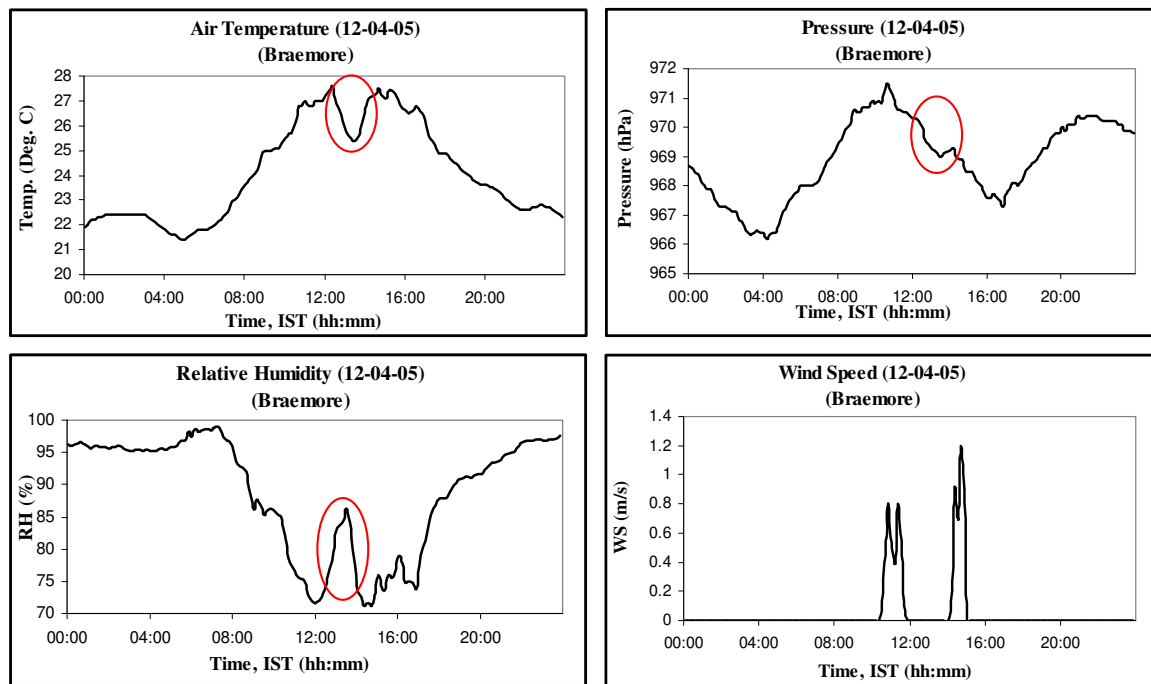 Air Temperature (12-04-05)
(Braemore)
Temp. (Deg. C)
28
27
26
25
24
23
22
21
20
00:00 04:00 08:00 12:00 16:00 20:00
Time, IST (hh:mm)
Pressure (12-04-05)
(Braemore)
Pressure (hPa)
972
971
970
969
968
967
966
965
00:00 04:00 08:00 12:00 16:00 20:00
Time, IST (hh:mm)
Relative Humidity (12-04-05)
(Braemore)
RH (%)
100
95
90
85
80
75
70
00:00 04:00 08:00 12:00 16:00 20:00
Time, IST (hh:mm)
Wind Speed (12-04-05)
(Braemore)
WS (m/s)
1.4
1.2
1
0.8
0.6
0.4
0.2
0
00:00 04:00 08:00 12:00 16:00 20:00
Time, IST (hh:mm)